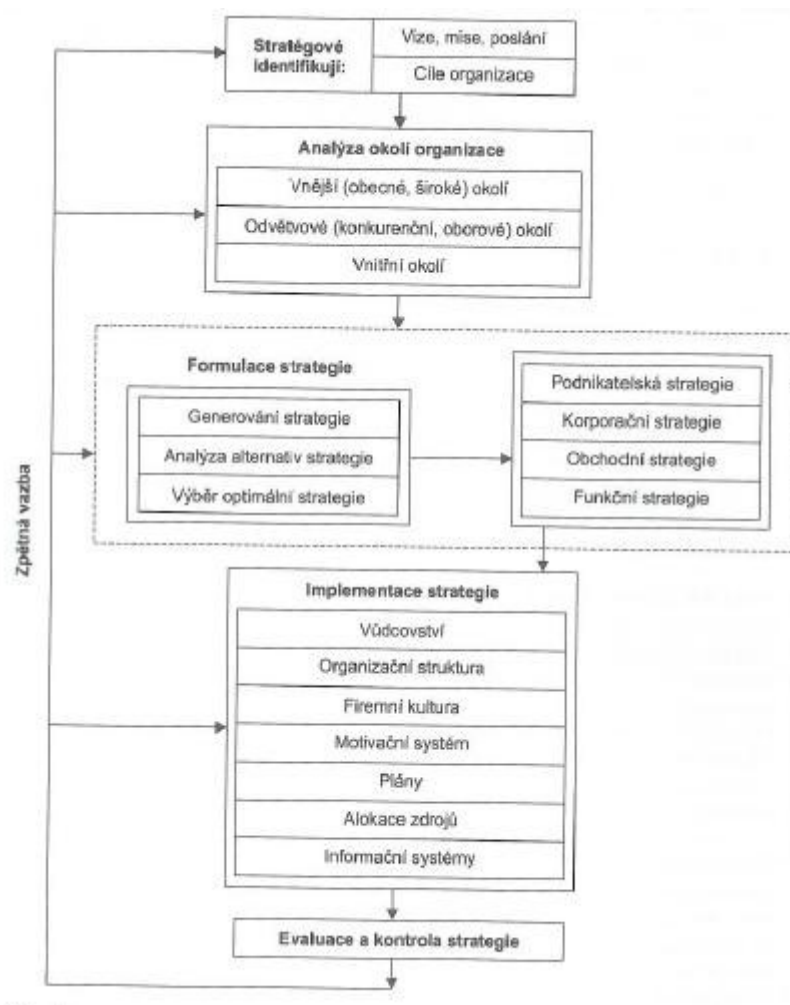 Stratégové
identifikují:
Vize, mise, poslání
Cíle organizace
Analýza okolí organizace
Vnější (obecné, široké) okolí
Odvětvové (konkurenční, oborové) okolí
Vnitřní okolí
Formulace strategie
Generování strategie
Analýza alternativ strategie
Výběr optimální strategie
Podnikatelská strategie
Korporační strategie
Obchodní strategie
Funkční strategie
Zpětná vazba
Implementace strategie
Vůdcovství
Organizační struktura
Firemní kultura
Motivační systém
Plány
Alokace zdrojů
Informační systémy
Evaluace a kontrola strategie